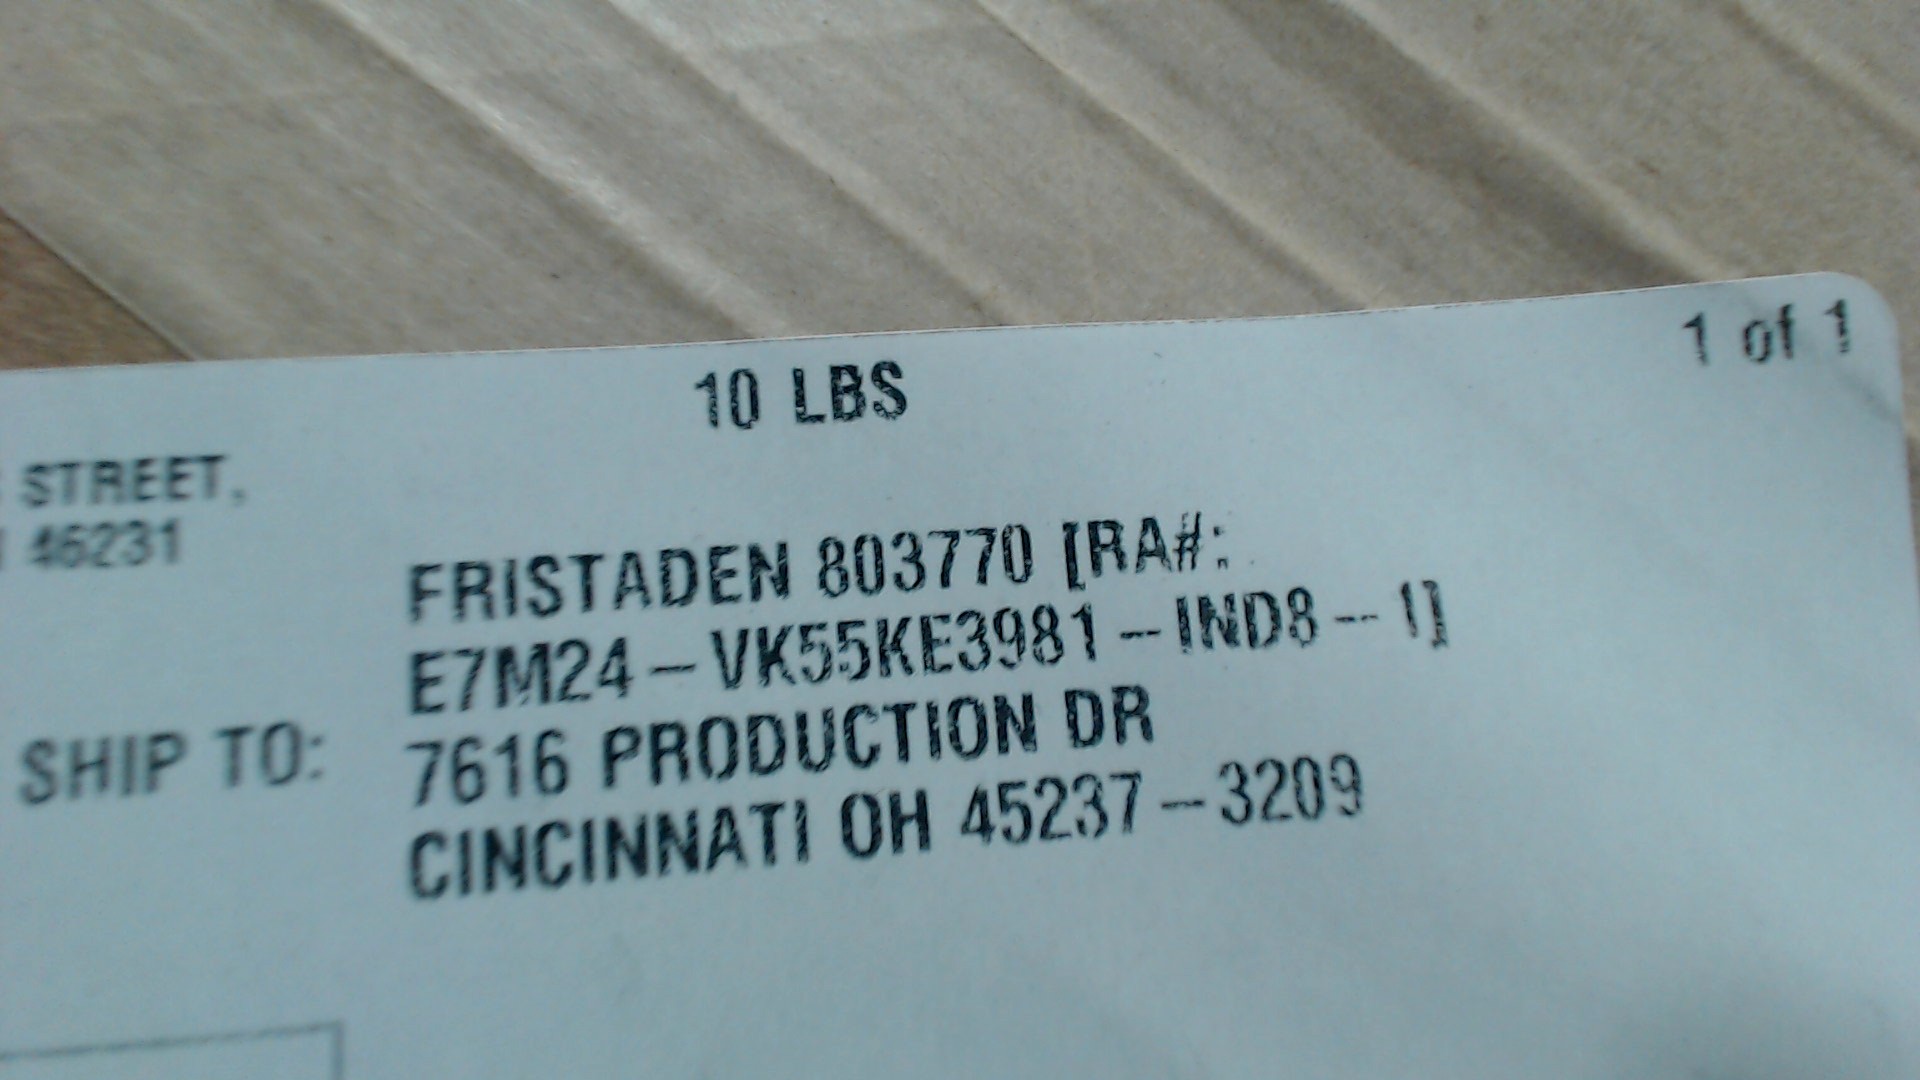 10 LBS
1 of 1
STREET,
46231
FRISTADEN 803770 [RA#:
E7M24-VK55KE3981-IND8-- 1]
SHIP TO: 7616 PRODUCTION DR
CINCINNATI OH 45237-3209